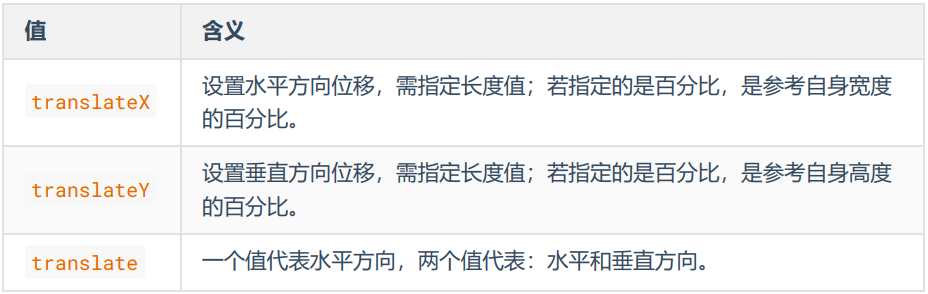 值 含义
translateX 设置水平方向位移，需指定长度值；若指定的是百分比，是参考自身宽度
的百分比。
translateY 设置垂直方向位移，需指定长度值；若指定的是百分比，是参考自身高度
的百分比。
translate 一个值代表水平方向，两个值代表：水平和垂直方向。